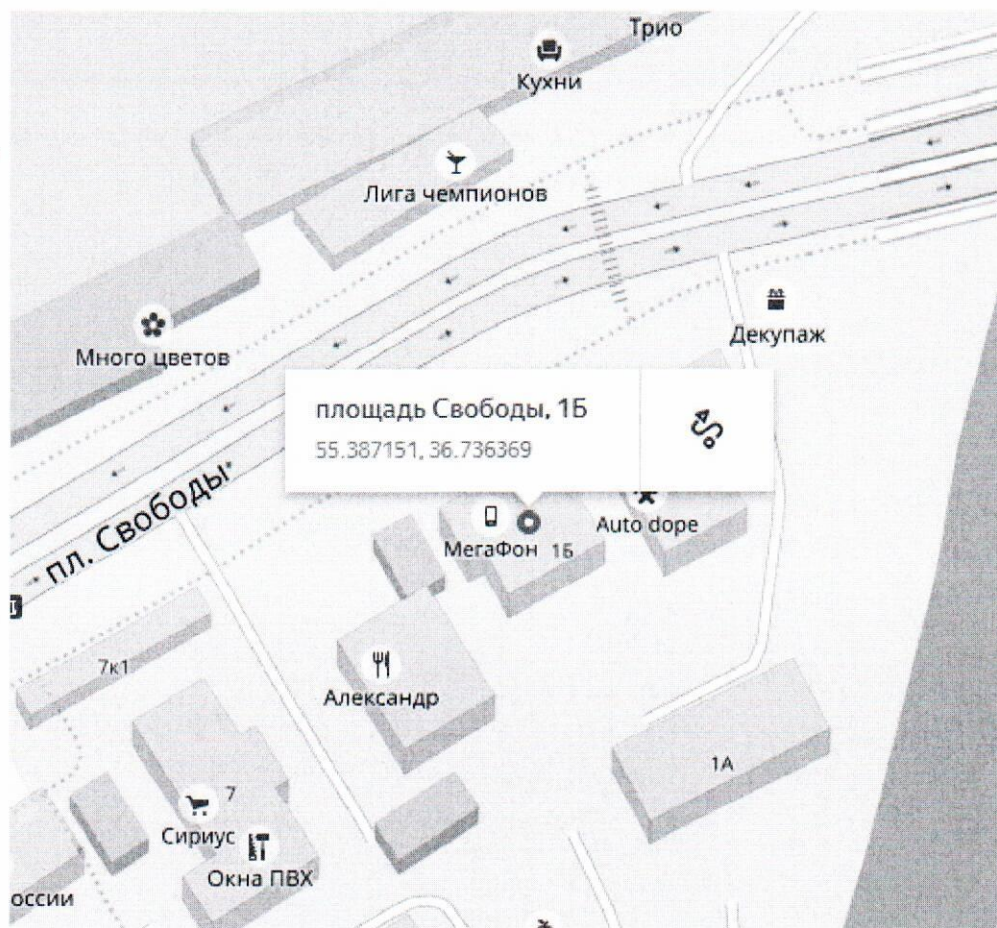 Трио
Кухни
Лига чемпионов
Много цветов
Декупаж
площадь Свободы, 1Б
55.387151, 36.736369
пл. Свободы
Auto dope
МегаФон
1Б
7к1
Александр
1А
7
Сириус
Окна ПВХ
оссии